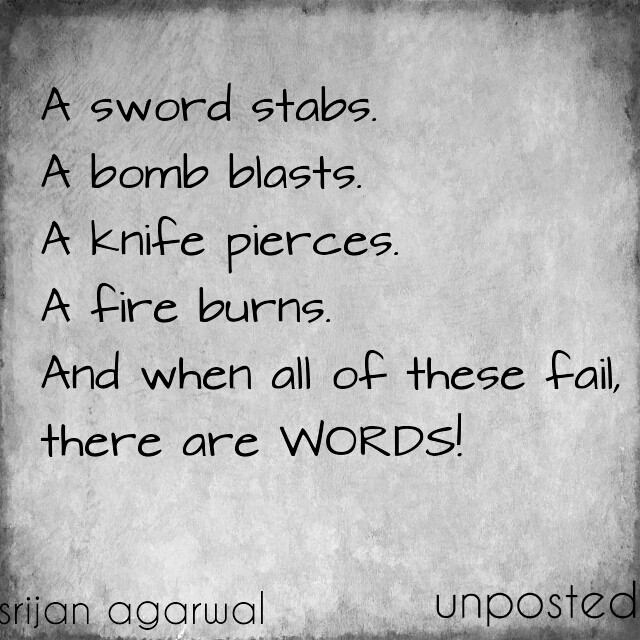 A sword stabs.
A bomb blasts.
A knife pierces.
A fire burns.
And when all of these fail,
there are WORDS!
srijan agarwal
unposted